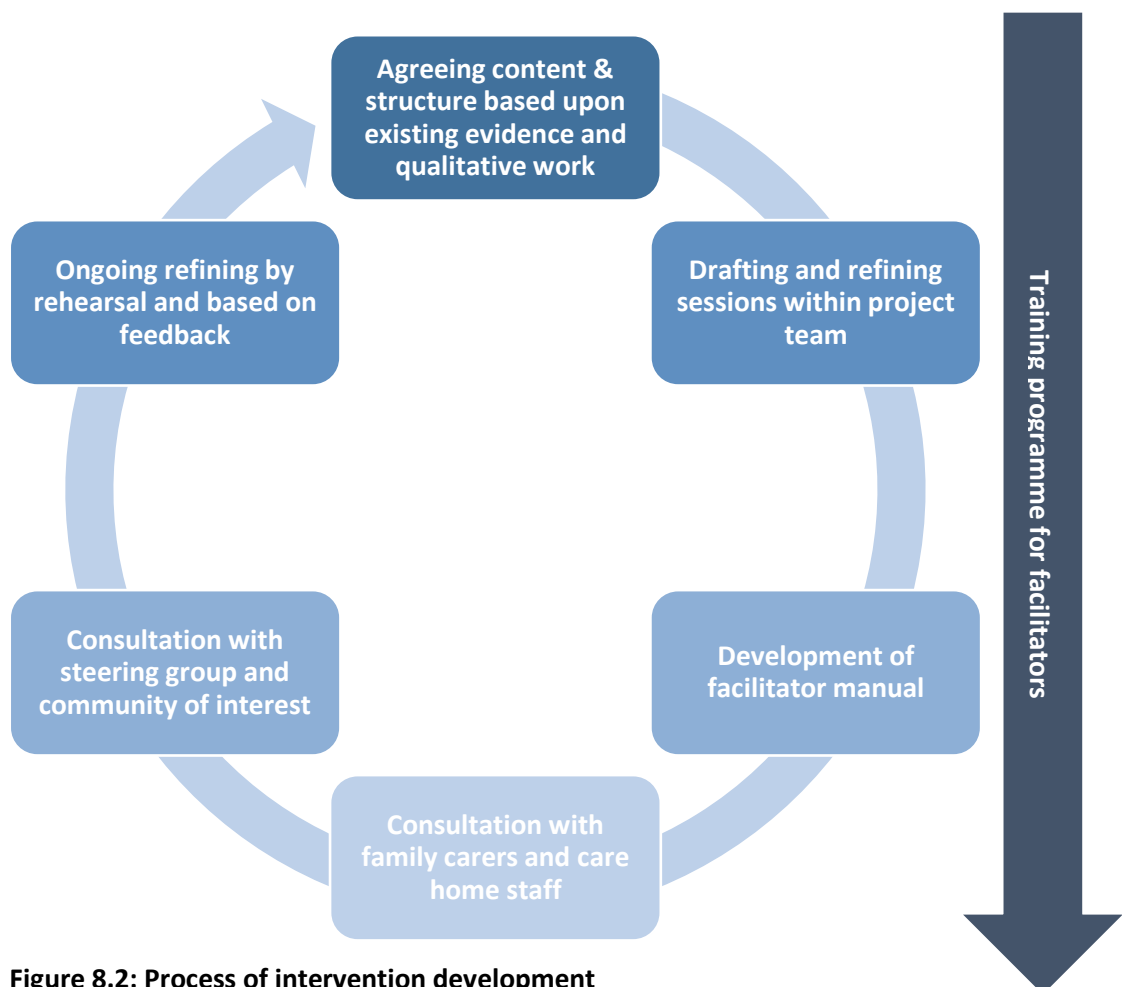 Agreeing content &
structure based upon
existing evidence and
qualitative work
Drafting and refining
sessions within project
team
Development of
facilitator manual
Consultation with
family carers and care
home staff
Consultation with
steering group and
community of interest
Ongoing refining by
rehearsal and based on
feedback
Training programme for facilitators
Figure 8.2: Process of intervention development